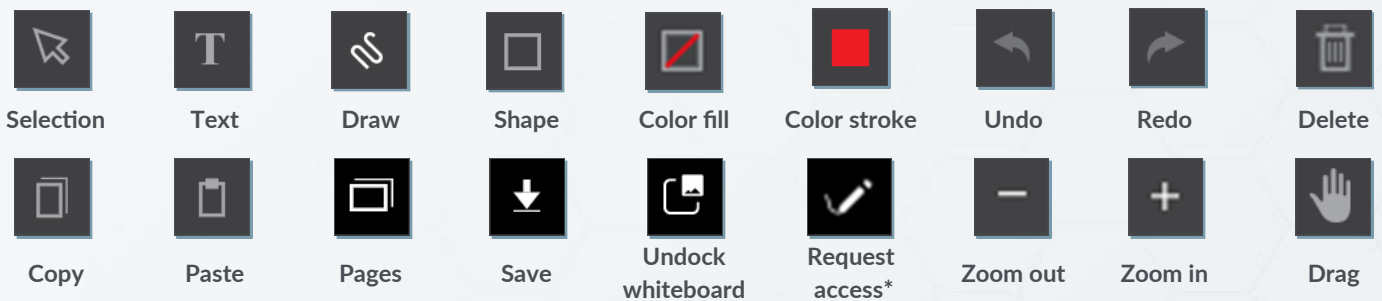 T
Selection Text Draw Shape Color fill Color stroke Undo Redo Delete
Copy Paste Pages Save Undock whiteboard Request access* Zoom out Zoom in Drag